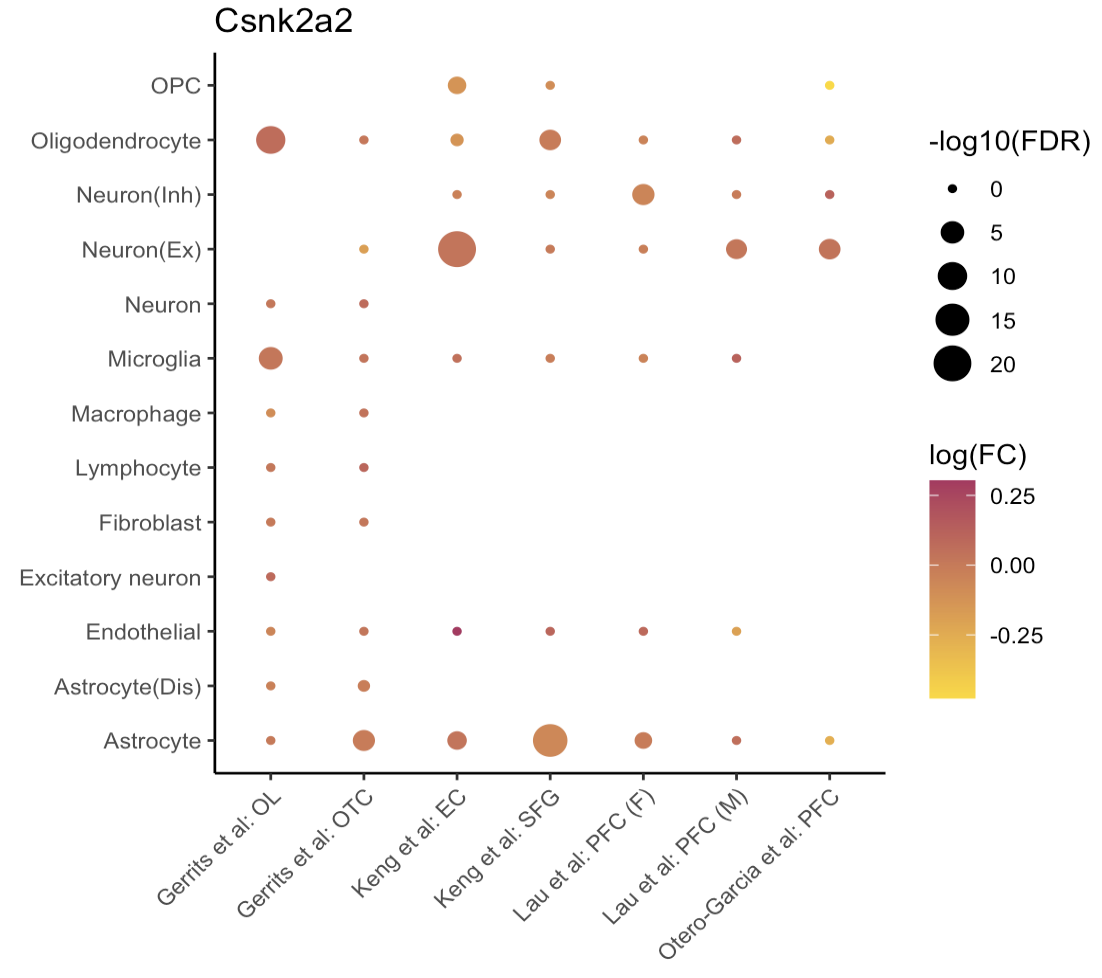 Csnk2a2
OPC
Oligodendrocyte
Neuron(Inh)
Neuron(Ex)
Neuron
Microglia
Macrophage
Lymphocyte
Fibroblast
Excitatory neuron
Endothelial
Astrocyte(Dis)
Astrocyte
Gerrits et al: OL
Gerrits et al: OTC
Keng et al: EC
Keng et al: SFG
Lau et al: PFC (F)
Lau et al: PFC (M)
Otero-Garcia et al: PFC
-log10(FDR)
0
5
10
15
20
log(FC)
0.25
0.00
-0.25